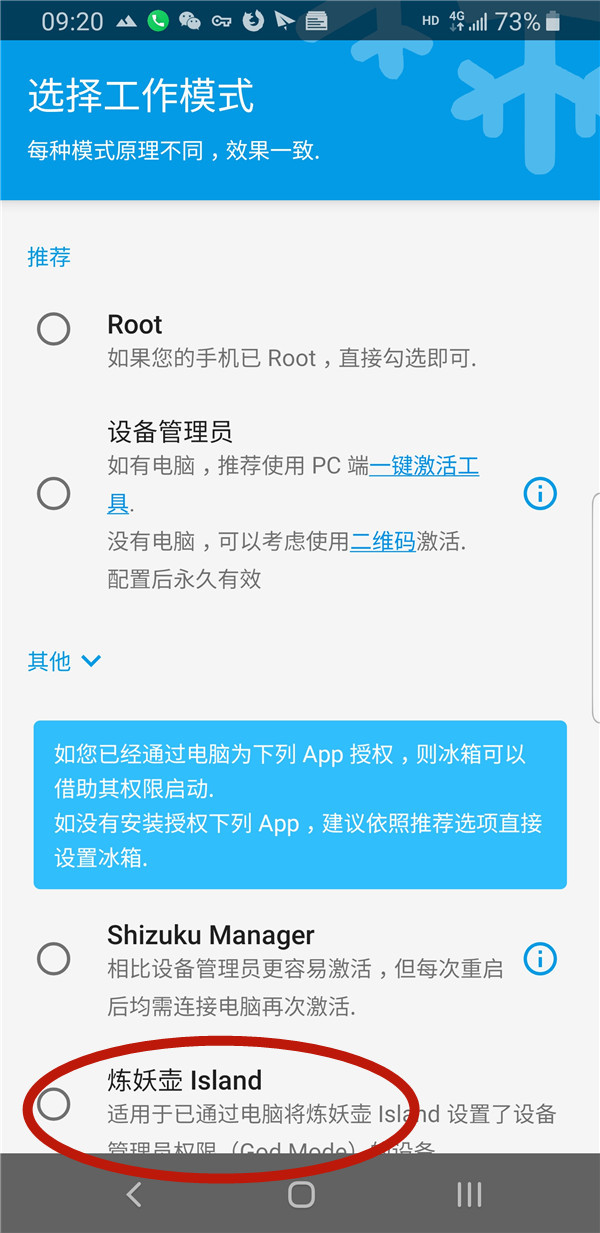 09:20 HD 4G 73%
选择工作模式
每种模式原理不同，效果一致.
推荐
Root
如果您的手机已 Root，直接勾选即可.
设备管理员
如有电脑，推荐使用 PC 端一键激活工
具.
没有电脑，可以考虑使用二维码激活.
配置后永久有效
其他
如您已经通过电脑为下列 App 授权，则冰箱可以
借助其权限启动.
如没有安装授权下列 App，建议依照推荐选项直接
设置冰箱.
Shizuku Manager
相比设备管理员更容易激活，但每次重启
后均需连接电脑再次激活.
炼妖壶 Island
适用于已通过电脑将炼妖壶 Island 设置了设备
管理员权限（God Mode）的设备